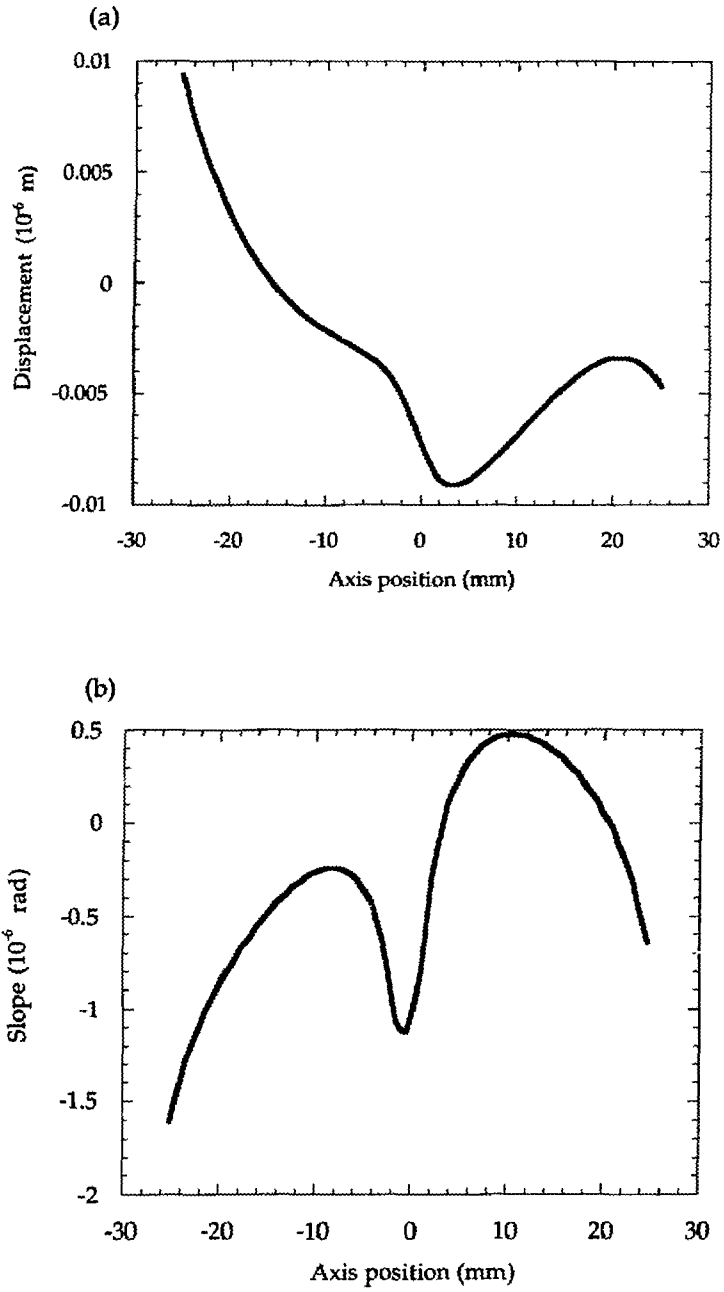 (a)
0.01
0.005
0
-0.005
-0.01
Displacement (10⁻⁶ m)
-30 -20 -10 0 10 20 30
Axis position (mm)
(b)
0.5
0
-0.5
-1
-1.5
-2
Slope (10⁻⁶ rad)
-30 -20 -10 0 10 20 30
Axis position (mm)